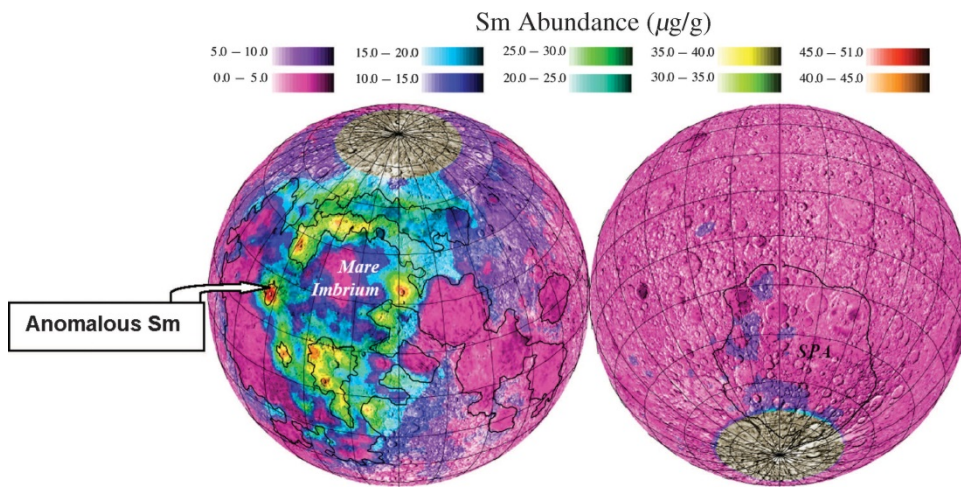 Sm Abundance (μg/g)
5.0 – 10.0 15.0 – 20.0 25.0 – 30.0 35.0 – 40.0 45.0 – 51.0
0.0 – 5.0 10.0 – 15.0 20.0 – 25.0 30.0 – 35.0 40.0 – 45.0
Mare
Imbrium
Anomalous Sm
SPA